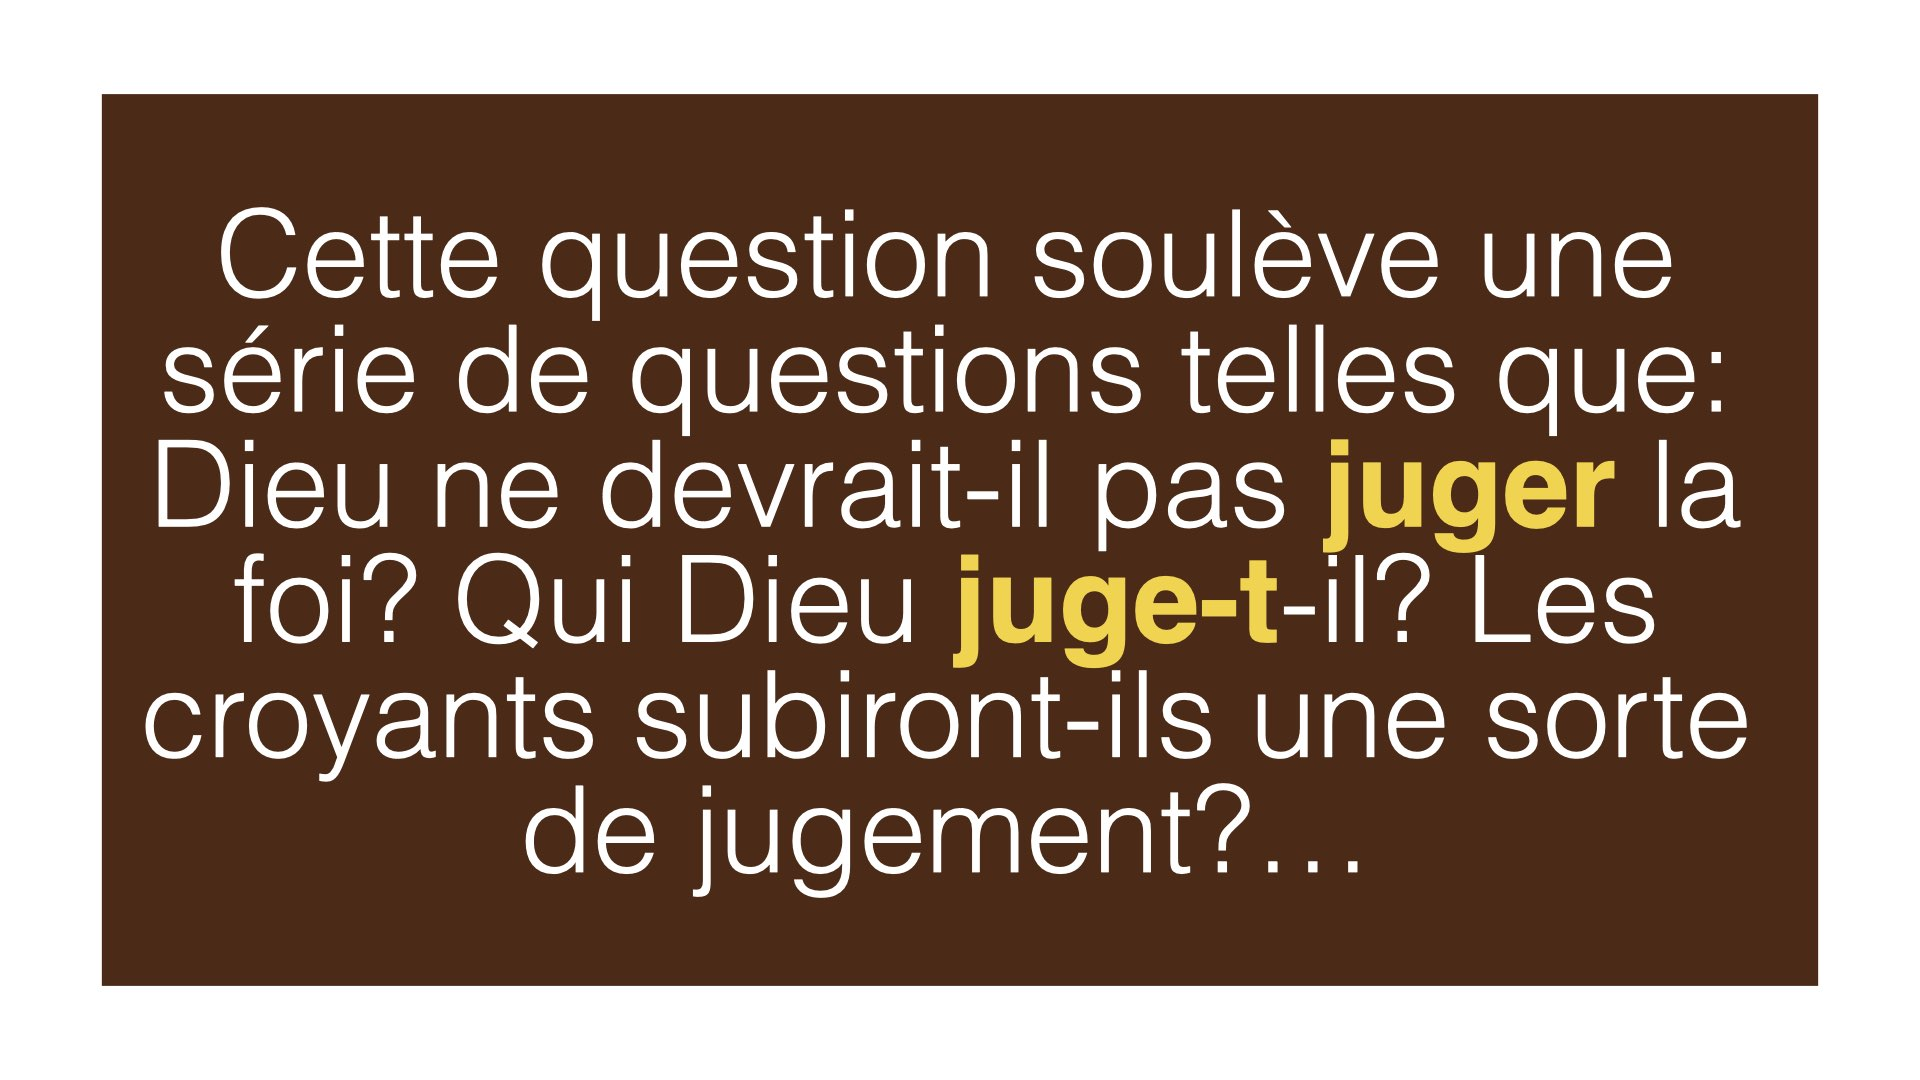 Cette question soulève une
série de questions telles que:
Dieu ne devrait-il pas juger la
foi? Qui Dieu juge-t-il? Les
croyants subiront-ils une sorte
de jugement?...